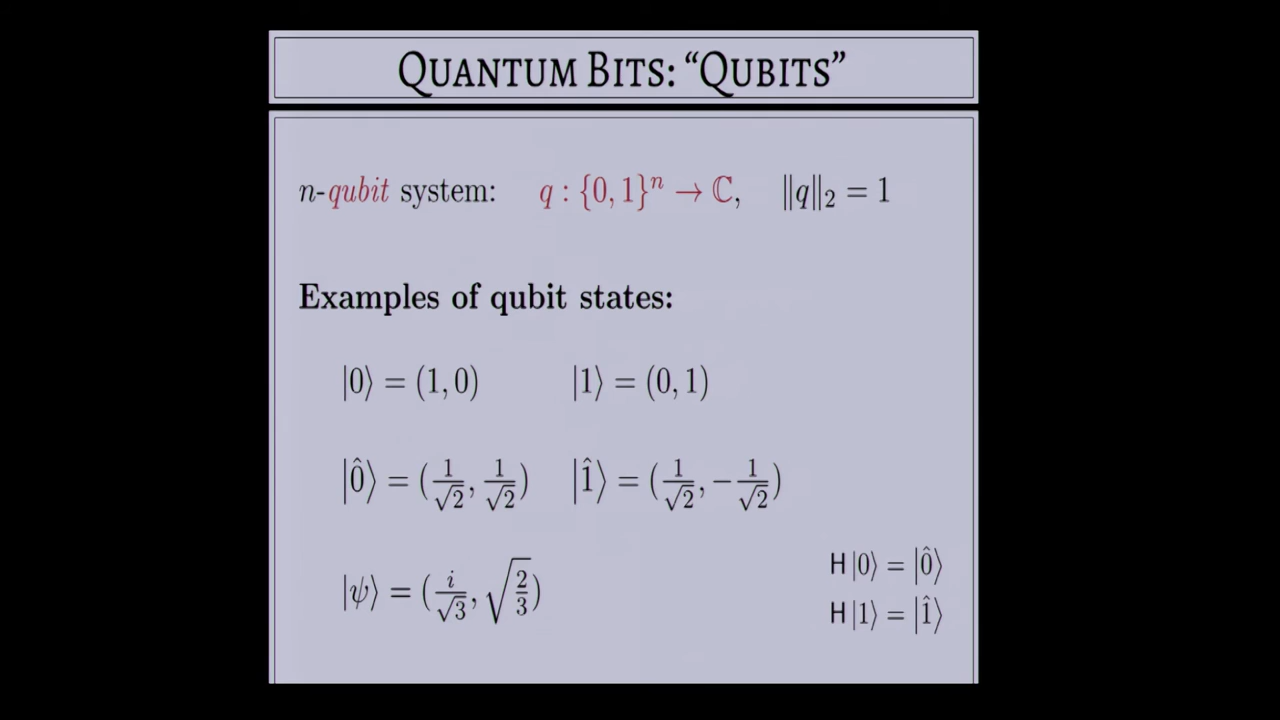 QUANTUM BITS: “QUBITS”
n-qubit system: q : {0, 1}ⁿ → ℂ, ‖q‖₂ = 1
Examples of qubit states:
|0⟩ = (1, 0) |1⟩ = (0, 1)
|0̂⟩ = (1/√2, 1/√2) |1̂⟩ = (1/√2, −1/√2)
|ψ⟩ = (i/√3, √(2/3))
H|0⟩ = |0̂⟩
H|1⟩ = |1̂⟩